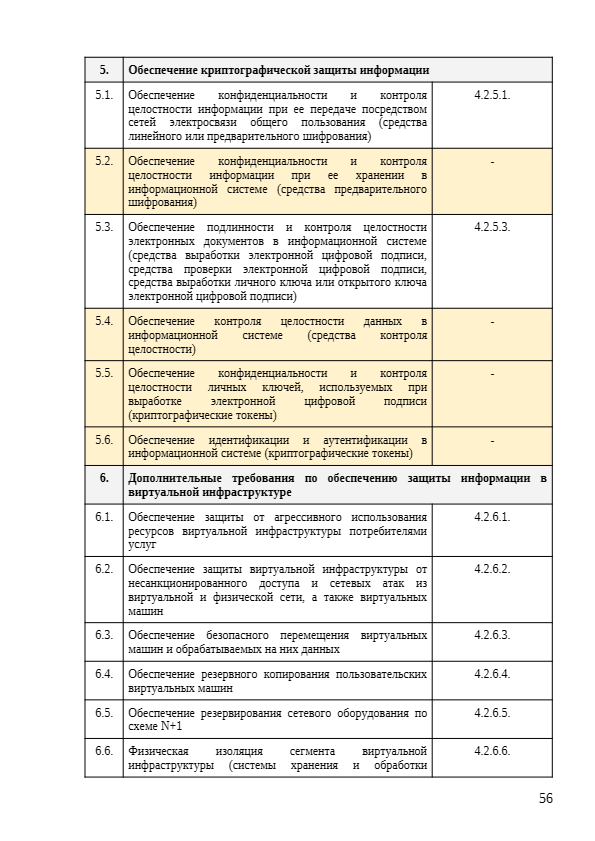 5. Обеспечение криптографической защиты информации
5.1. Обеспечение конфиденциальности и контроля 4.2.5.1.
целостности информации при ее передаче посредством
сетей электросвязи общего пользования (средства
линейного или предварительного шифрования)
5.2. Обеспечение конфиденциальности и контроля -
целостности информации при ее хранении в
информационной системе (средства предварительного
шифрования)
5.3. Обеспечение подлинности и контроля целостности 4.2.5.3.
электронных документов в информационной системе
(средства выработки электронной цифровой подписи,
средства проверки электронной цифровой подписи,
средства выработки личного ключа или открытого ключа
электронной цифровой подписи)
5.4. Обеспечение контроля целостности данных в -
информационной системе (средства контроля
целостности)
5.5. Обеспечение конфиденциальности и контроля -
целостности личных ключей, используемых при
выработке электронной цифровой подписи
(криптографические токены)
5.6. Обеспечение идентификации и аутентификации в -
информационной системе (криптографические токены)
6. Дополнительные требования по обеспечению защиты информации в
виртуальной инфраструктуре
6.1. Обеспечение защиты от агрессивного использования 4.2.6.1.
ресурсов виртуальной инфраструктуры потребителями
услуг
6.2. Обеспечение защиты виртуальной инфраструктуры от 4.2.6.2.
несанкционированного доступа и сетевых атак из
виртуальной и физической сети, а также виртуальных
машин
6.3. Обеспечение безопасного перемещения виртуальных 4.2.6.3.
машин и обрабатываемых на них данных
6.4. Обеспечение резервного копирования пользовательских 4.2.6.4.
виртуальных машин
6.5. Обеспечение резервирования сетевого оборудования по 4.2.6.5.
схеме N+1
6.6. Физическая изоляция сегмента виртуальной 4.2.6.6.
инфраструктуры (системы хранения и обработки
56